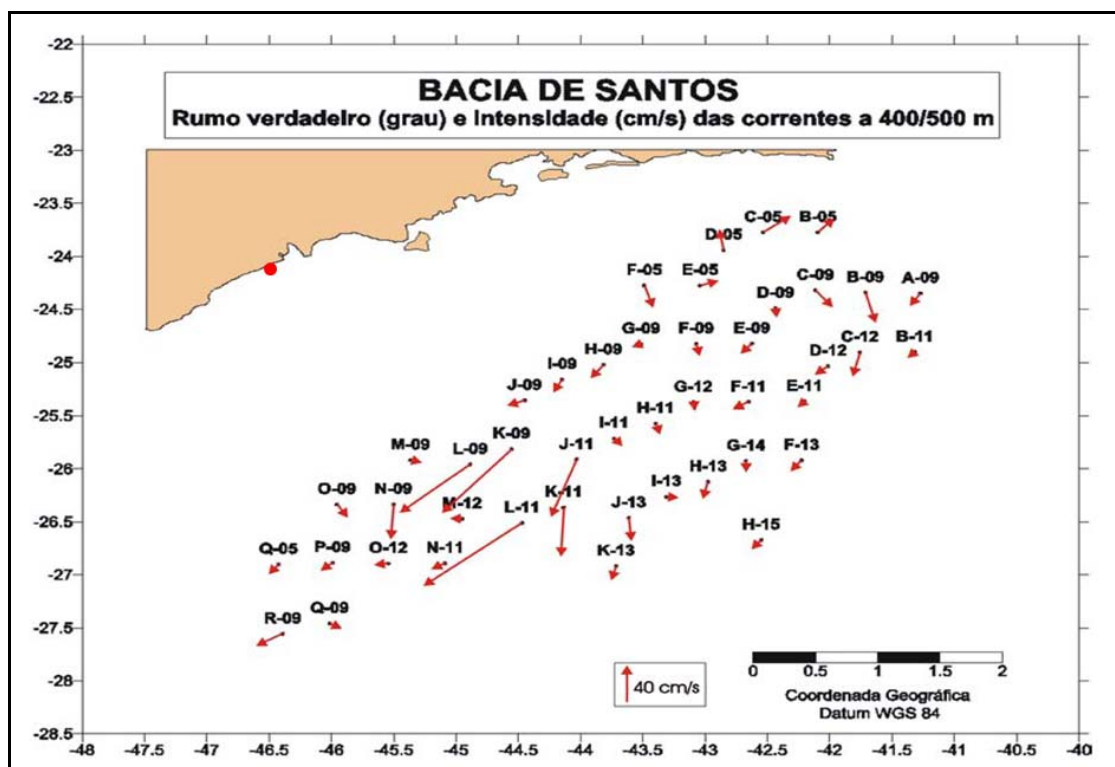 BACIA DE SANTOS
Rumo verdadeiro (grau) e Intensidade (cm/s) das correntes a 400/500 m
-22
-22.5
-23
-23.5
-24
-24.5
-25
-25.5
-26
-26.5
-27
-27.5
-28
-28.5
C-05 B-05
D-05
F-05 E-05
C-09 B-09 A-09
D-09
G-09 F-09 E-09
C-12 B-11
D-12
I-09 H-09
J-09 G-12 F-11 E-11
H-11
I-11
K-09 J-11
M-09 L-09 G-14 F-13
H-13
I-13
O-09 N-09 K-11
M-12 L-11 J-13
H-15
Q-05 P-09 O-12 N-11 K-13
R-09 Q-09
40 cm/s
0 0.5 1 1.5 2
Coordenada Geográfica
Datum WGS 84
-48 -47.5 -47 -46.5 -46 -45.5 -45 -44.5 -44 -43.5 -43 -42.5 -42 -41.5 -41 -40.5 -40